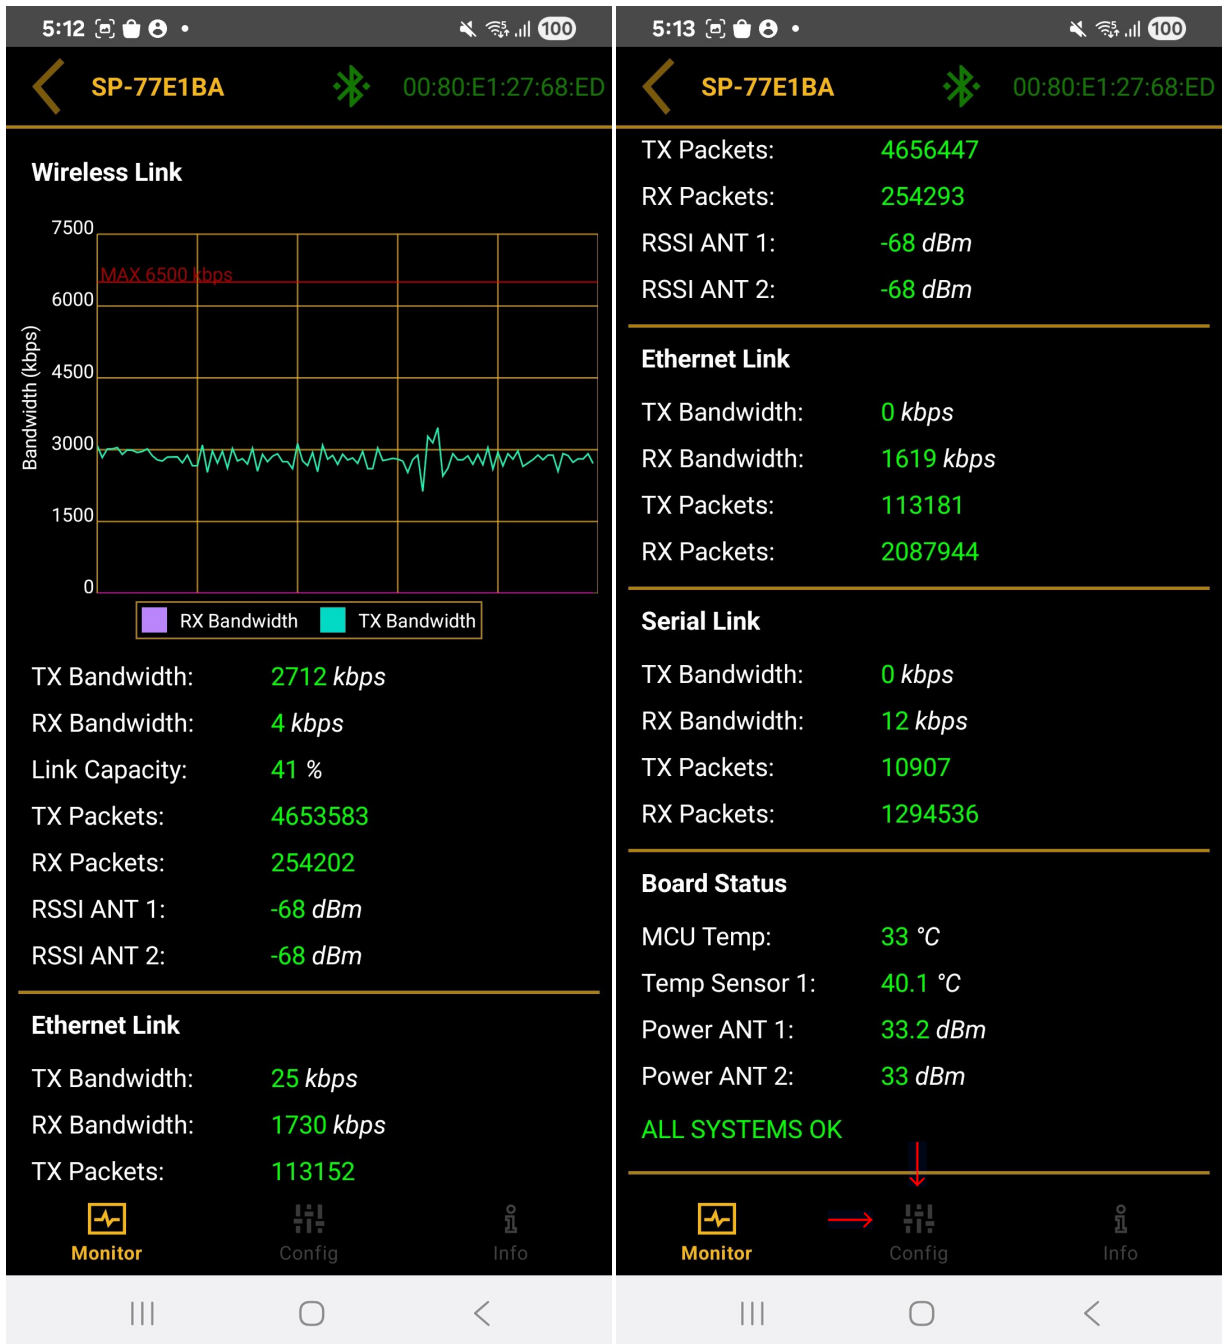 5:12
100
SP-77E1BA
00:80:E1:27:68:ED
Wireless Link
7500
MAX 6500 kbps
6000
4500
3000
1500
0
Bandwidth (kbps)
RX Bandwidth
TX Bandwidth
TX Bandwidth: 2712 kbps
RX Bandwidth: 4 kbps
Link Capacity: 41 %
TX Packets: 4653583
RX Packets: 254202
RSSI ANT 1: -68 dBm
RSSI ANT 2: -68 dBm
Ethernet Link
TX Bandwidth: 25 kbps
RX Bandwidth: 1730 kbps
TX Packets: 113152
Monitor
Config
Info
5:13
100
SP-77E1BA
00:80:E1:27:68:ED
TX Packets: 4656447
RX Packets: 254293
RSSI ANT 1: -68 dBm
RSSI ANT 2: -68 dBm
Ethernet Link
TX Bandwidth: 0 kbps
RX Bandwidth: 1619 kbps
TX Packets: 113181
RX Packets: 2087944
Serial Link
TX Bandwidth: 0 kbps
RX Bandwidth: 12 kbps
TX Packets: 10907
RX Packets: 1294536
Board Status
MCU Temp: 33 °C
Temp Sensor 1: 40.1 °C
Power ANT 1: 33.2 dBm
Power ANT 2: 33 dBm
ALL SYSTEMS OK
Monitor
Config
Info